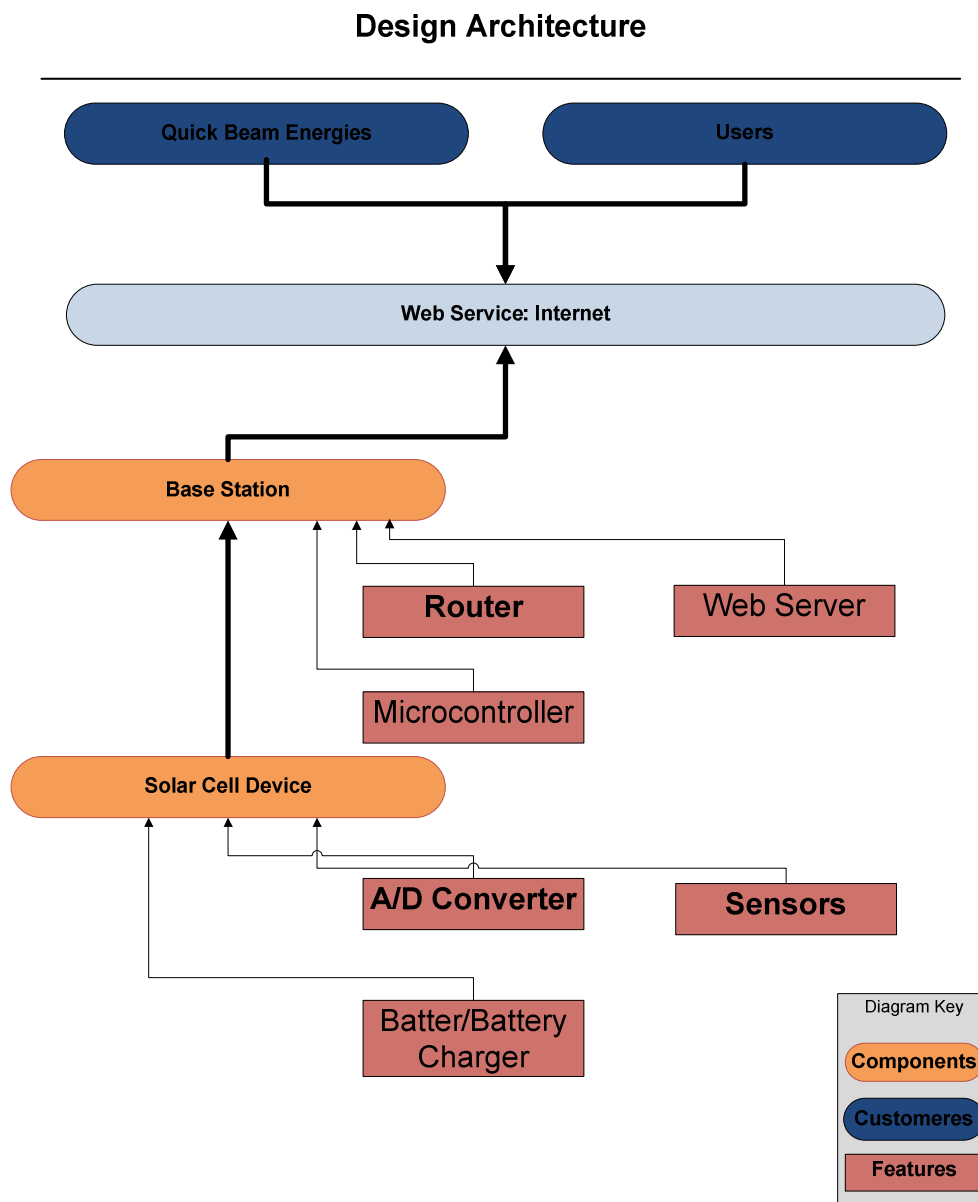 Design Architecture
Quick Beam Energies
Users
Web Service: Internet
Base Station
Router
Web Server
Microcontroller
Solar Cell Device
A/D Converter
Sensors
Batter/Battery
Charger
Diagram Key
Components
Customeres
Features